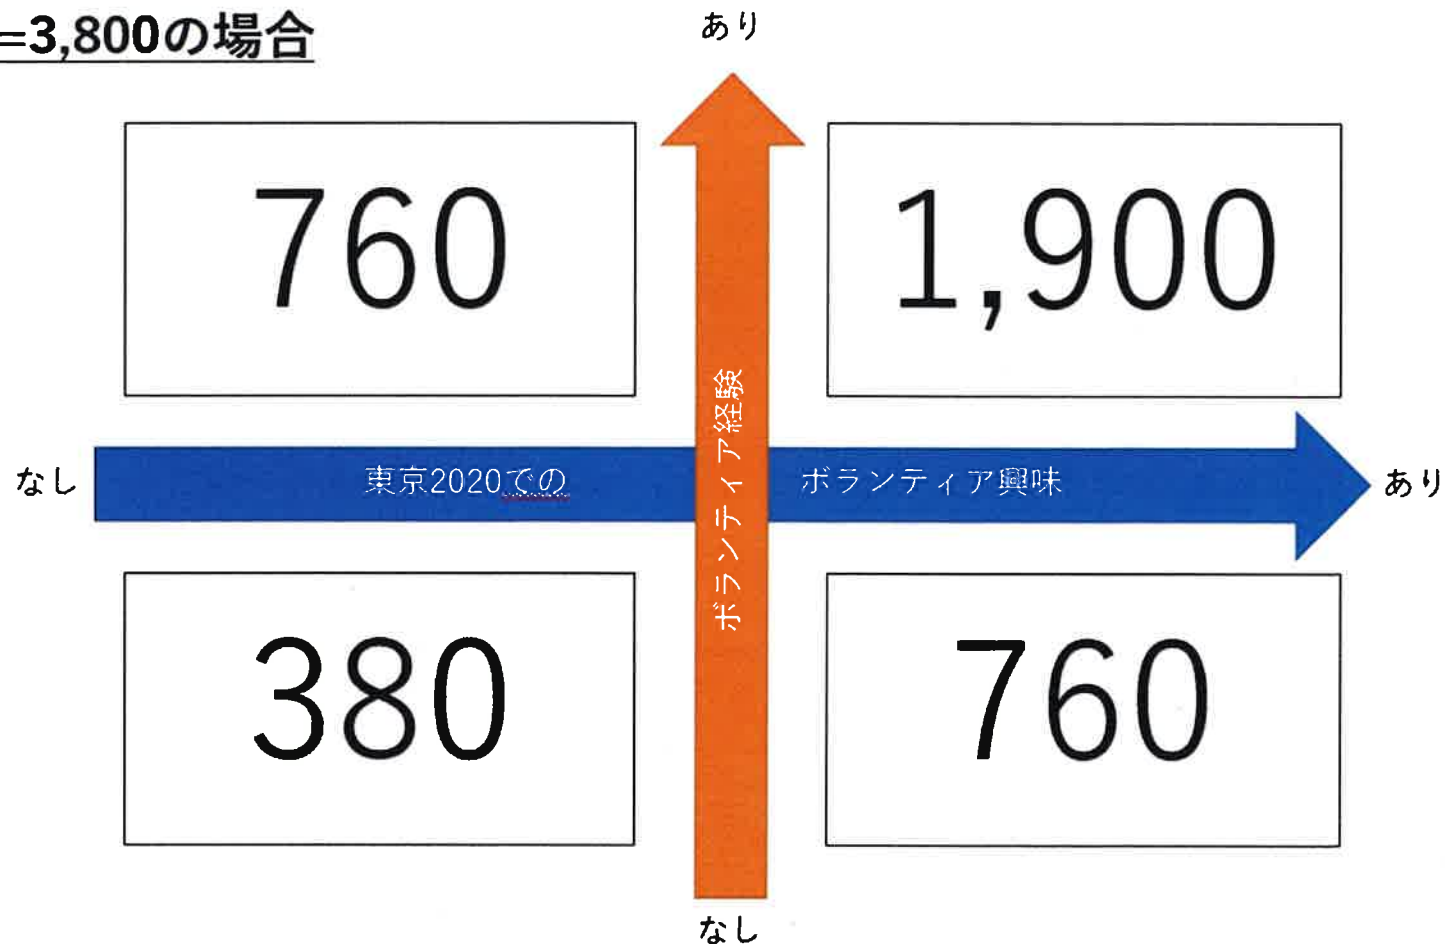 =3,800の場合
あり
760
1,900
なし
東京2020での
ボランティア興味
あり
ボランティア経験
380
760
なし